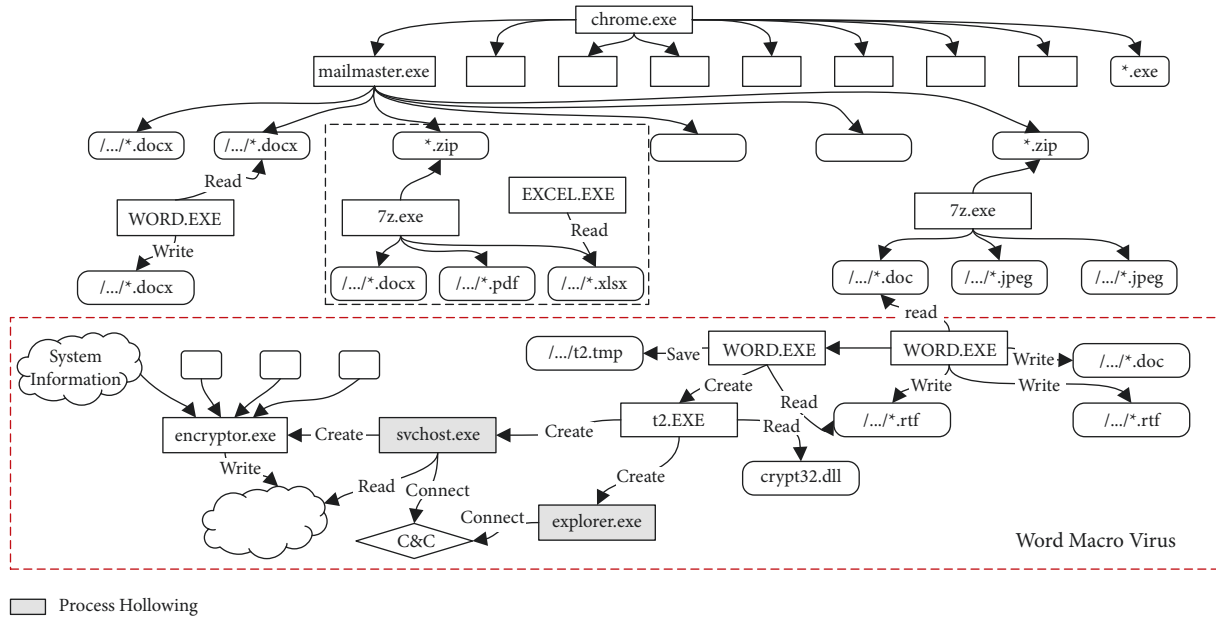 chrome.exe
mailmaster.exe
*.exe
/.../*.docx
/.../*.docx
*.zip
*.zip
Read
WORD.EXE
Write
/.../*.docx
7z.exe
EXCEL.EXE
Read
/.../*.docx
/.../*.pdf
/.../*.xlsx
7z.exe
/.../*.doc
/.../*.jpeg
/.../*.jpeg
read
System
Information
/.../t2.tmp
Save
WORD.EXE
WORD.EXE
Write
/.../*.doc
Create
Read
Write
Write
/.../*.rtf
/.../*.rtf
encryptor.exe
Create
svchost.exe
Create
t2.EXE
Read
crypt32.dll
Write
Read
Connect
Create
Connect
explorer.exe
C&C
Word Macro Virus
Process Hollowing